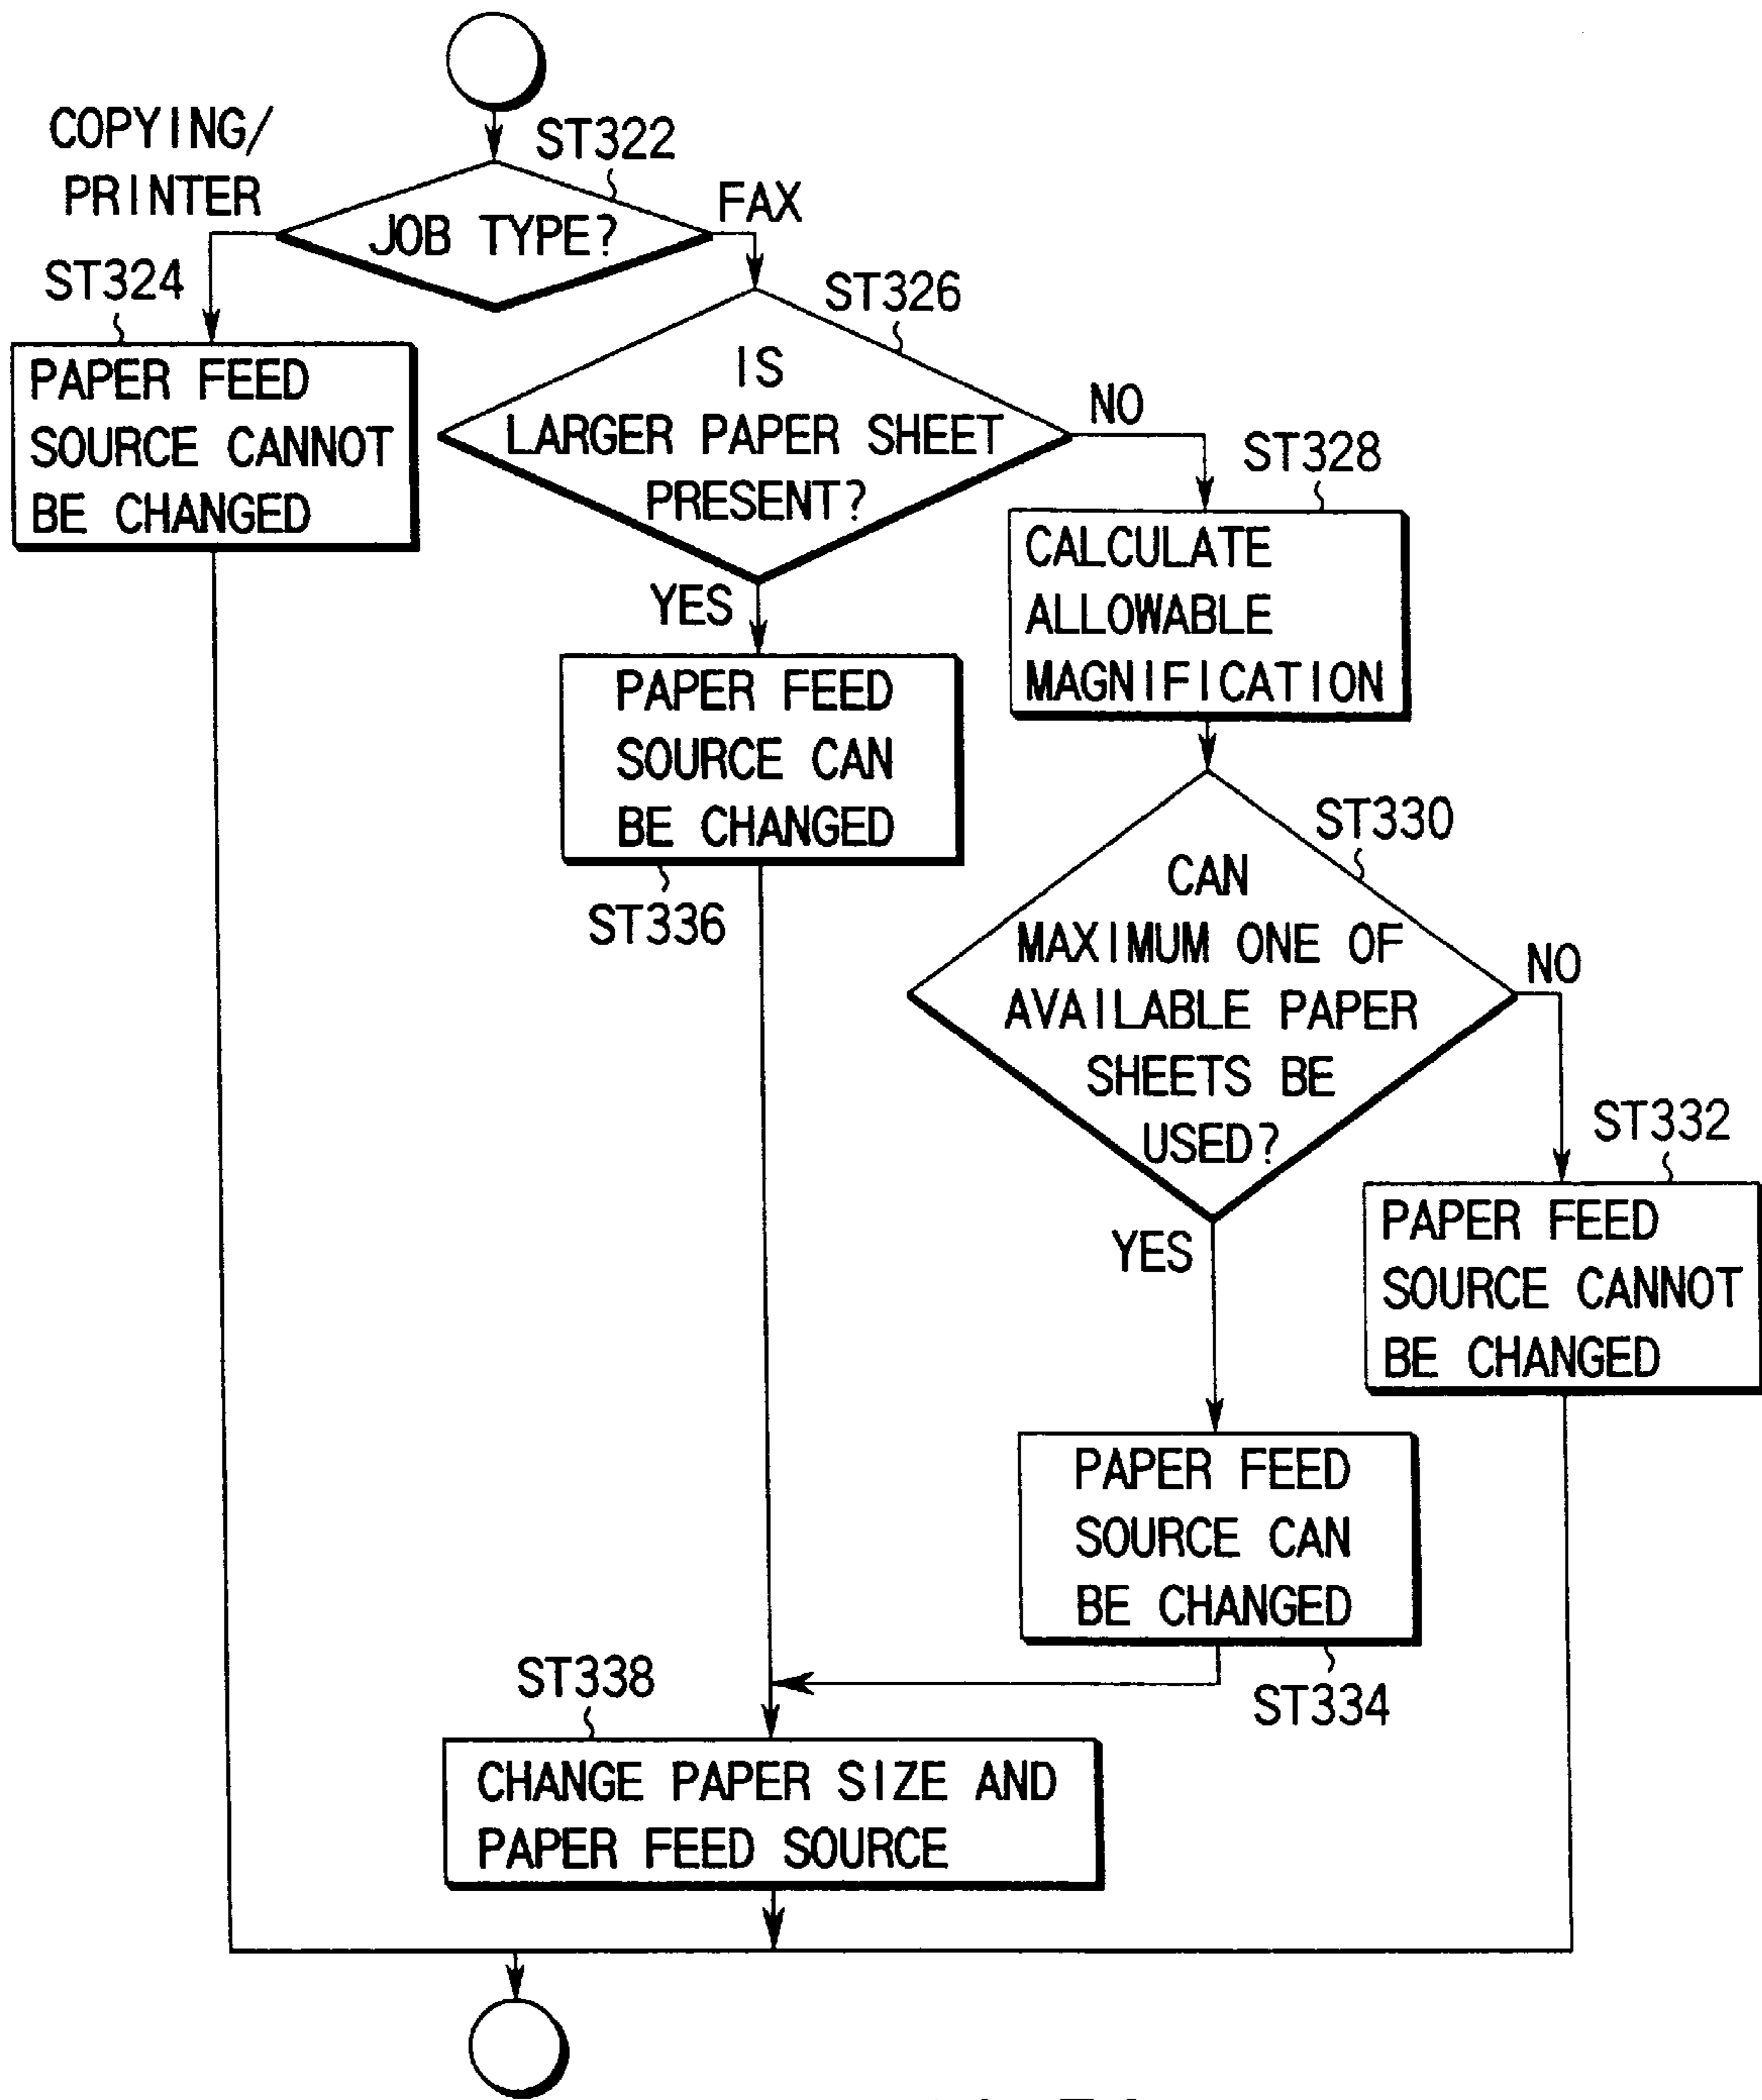 COPYING/
PRINTER
ST322
JOB TYPE?
FAX
ST324
PAPER FEED
SOURCE CANNOT
BE CHANGED
ST326
IS
LARGER PAPER SHEET
PRESENT?
NO
YES
ST328
CALCULATE
ALLOWABLE
MAGNIFICATION
PAPER FEED
SOURCE CAN
BE CHANGED
ST336
ST330
CAN
MAXIMUM ONE OF
AVAILABLE PAPER
SHEETS BE
USED?
NO
YES
ST332
PAPER FEED
SOURCE CANNOT
BE CHANGED
PAPER FEED
SOURCE CAN
BE CHANGED
ST334
ST338
CHANGE PAPER SIZE AND
PAPER FEED SOURCE